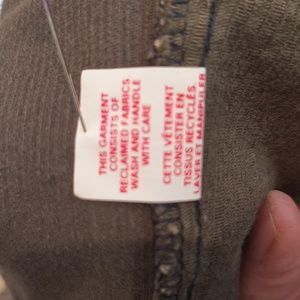 THIS GARMENT
CONSISTS OF
RECLAIMED FABRICS
WASH AND HANDLE
WITH CARE
CETTE VÊTEMENT
CONSISTER EN
TISSUS RECYCLÉS
LAVER ET MANIPULER